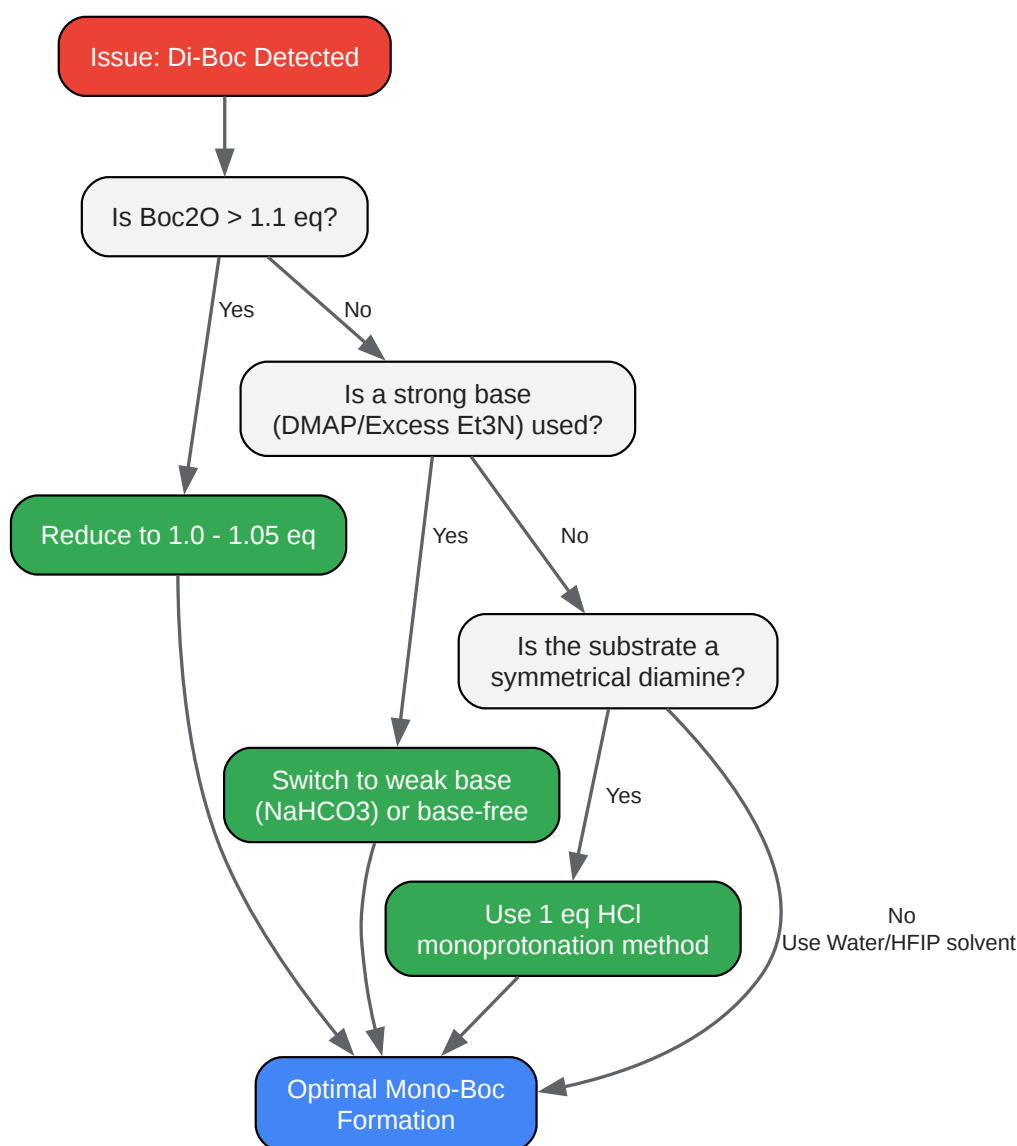 Issue: Di-Boc Detected
Is Boc2O > 1.1 eq?
Yes
No
Is a strong base
(DMAP/Excess Et3N) used?
Reduce to 1.0 - 1.05 eq
Yes
No
Is the substrate a
symmetrical diamine?
Switch to weak base
(NaHCO3) or base-free
Yes
Use 1 eq HCl
monoprotonation method
No
Use Water/HFIP solvent
Optimal Mono-Boc
Formation